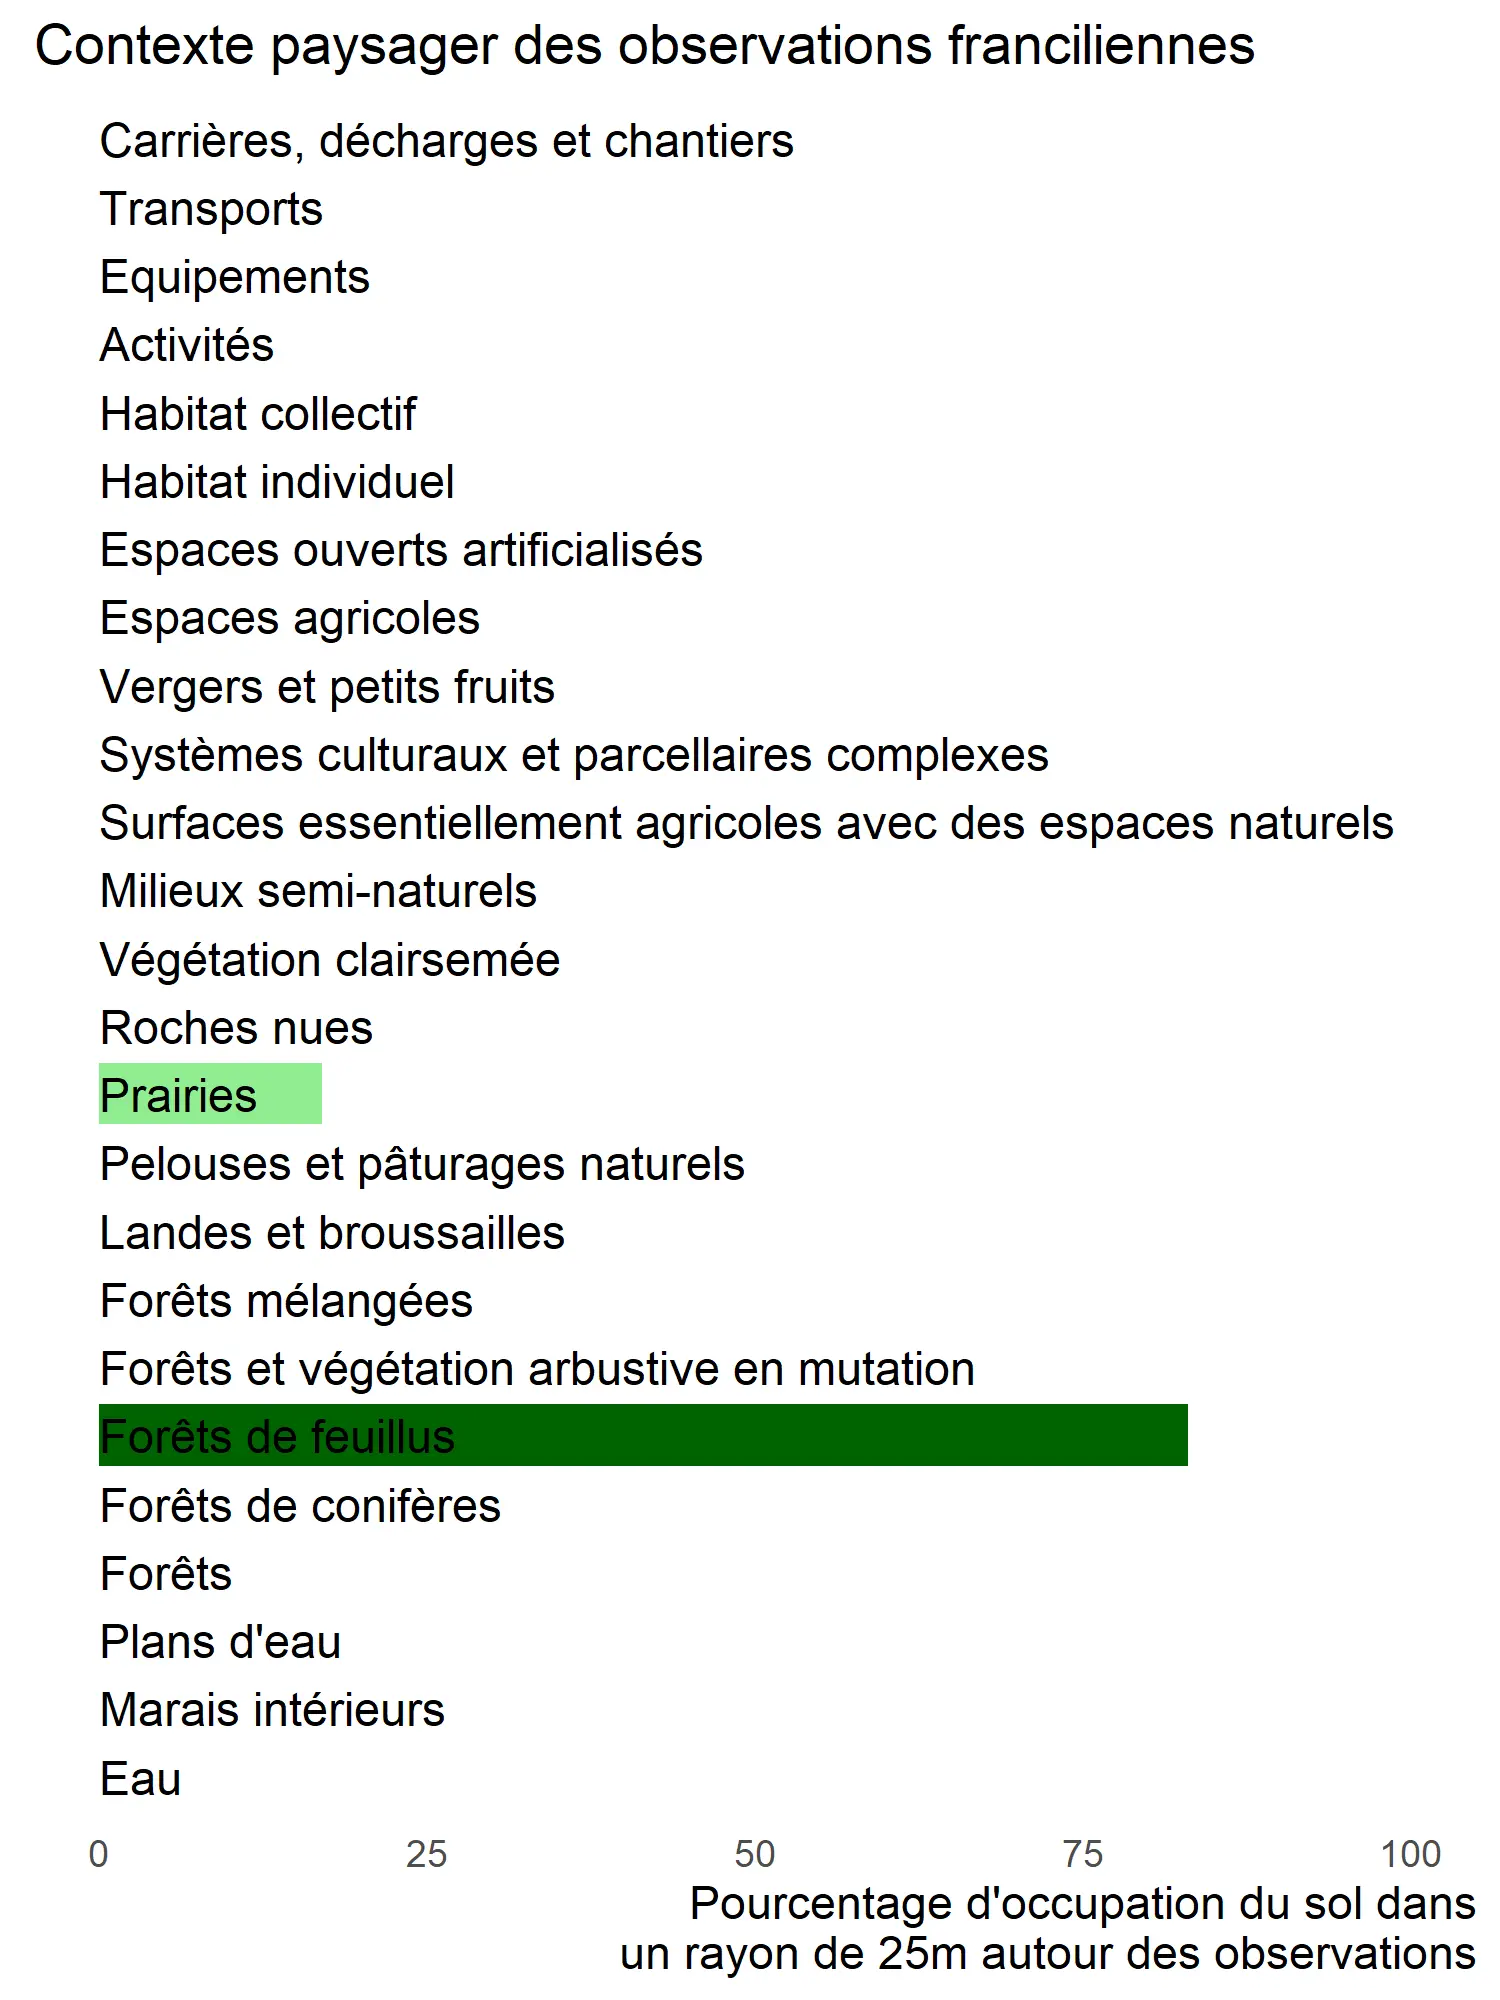 Contexte paysager des observations franciliennes
Carrières, décharges et chantiers
Transports
Equipements
Activités
Habitat collectif
Habitat individuel
Espaces ouverts artificialisés
Espaces agricoles
Vergers et petits fruits
Systèmes culturaux et parcellaires complexes
Surfaces essentiellement agricoles avec des espaces naturels
Milieux semi-naturels
Végétation clairsemée
Roches nues
Prairies
Pelouses et pâturages naturels
Landes et broussailles
Forêts mélangées
Forêts et végétation arbustive en mutation
Forêts de feuillus
Forêts de conifères
Forêts
Plans d'eau
Marais intérieurs
Eau
0 25 50 75 100
Pourcentage d'occupation du sol dans
un rayon de 25m autour des observations